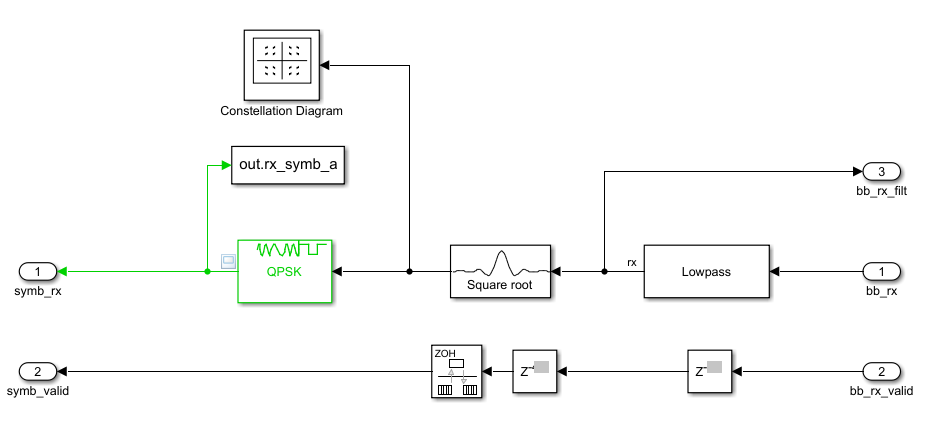 Constellation Diagram
out.rx_symb_a
3
bb_rx_filt
QPSK
Square root
rx
Lowpass
1
symb_rx
1
bb_rx
ZOH
2
symb_valid
2
bb_rx_valid